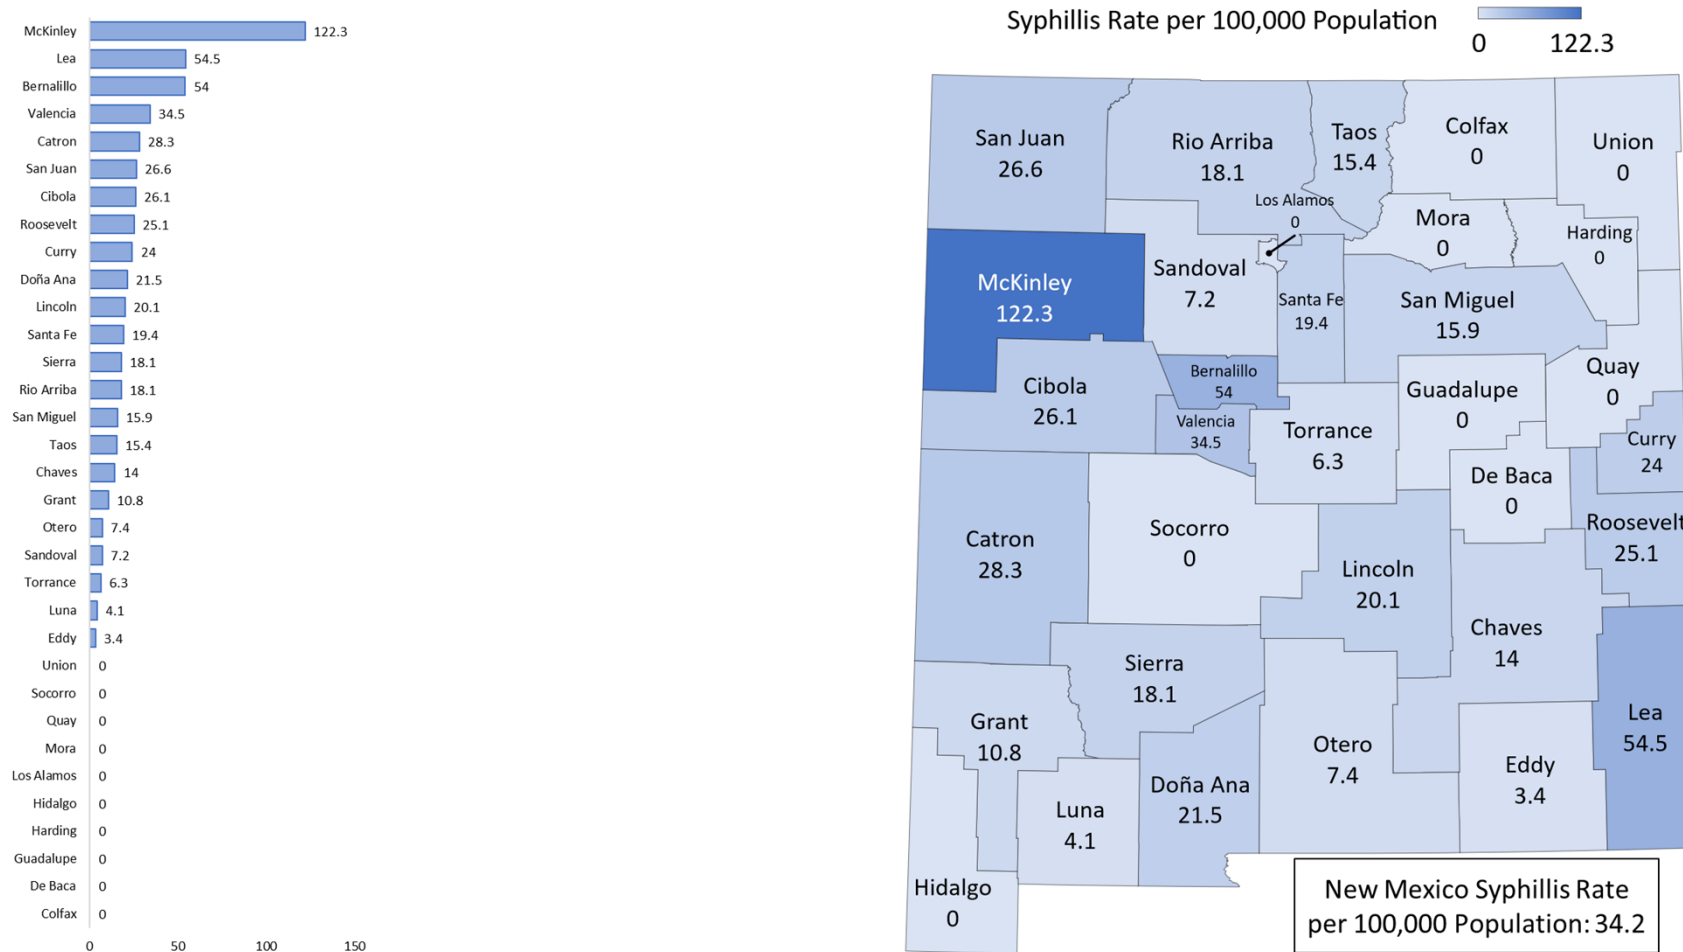 McKinley 122.3
Lea 54.5
Bernalillo 54
Valencia 34.5
Catron 28.3
San Juan 26.6
Cibola 26.1
Roosevelt 25.1
Curry 24
Doña Ana 21.5
Lincoln 20.1
Santa Fe 19.4
Sierra 18.1
Rio Arriba 18.1
San Miguel 15.9
Taos 15.4
Chaves 14
Grant 10.8
Otero 7.4
Sandoval 7.2
Torrance 6.3
Luna 4.1
Eddy 3.4
Union 0
Socorro 0
Quay 0
Mora 0
Los Alamos 0
Hidalgo 0
Harding 0
Guadalupe 0
De Baca 0
Colfax 0
0 50 100 150
Syphillis Rate per 100,000 Population
0 122.3
San Juan
26.6
Rio Arriba
18.1
Taos
15.4
Colfax
0
Union
0
Los Alamos
0
Mora
0
Harding
0
McKinley
122.3
Sandoval
7.2
Santa Fe
19.4
San Miguel
15.9
Quay
0
Cibola
26.1
Bernalillo
54
Valencia
34.5
Torrance
6.3
Guadalupe
0
Curry
24
De Baca
0
Roosevelt
25.1
Catron
28.3
Socorro
0
Lincoln
20.1
Chaves
14
Sierra
18.1
Lea
54.5
Grant
10.8
Otero
7.4
Eddy
3.4
Doña Ana
21.5
Luna
4.1
Hidalgo
0
New Mexico Syphillis Rate
per 100,000 Population: 34.2